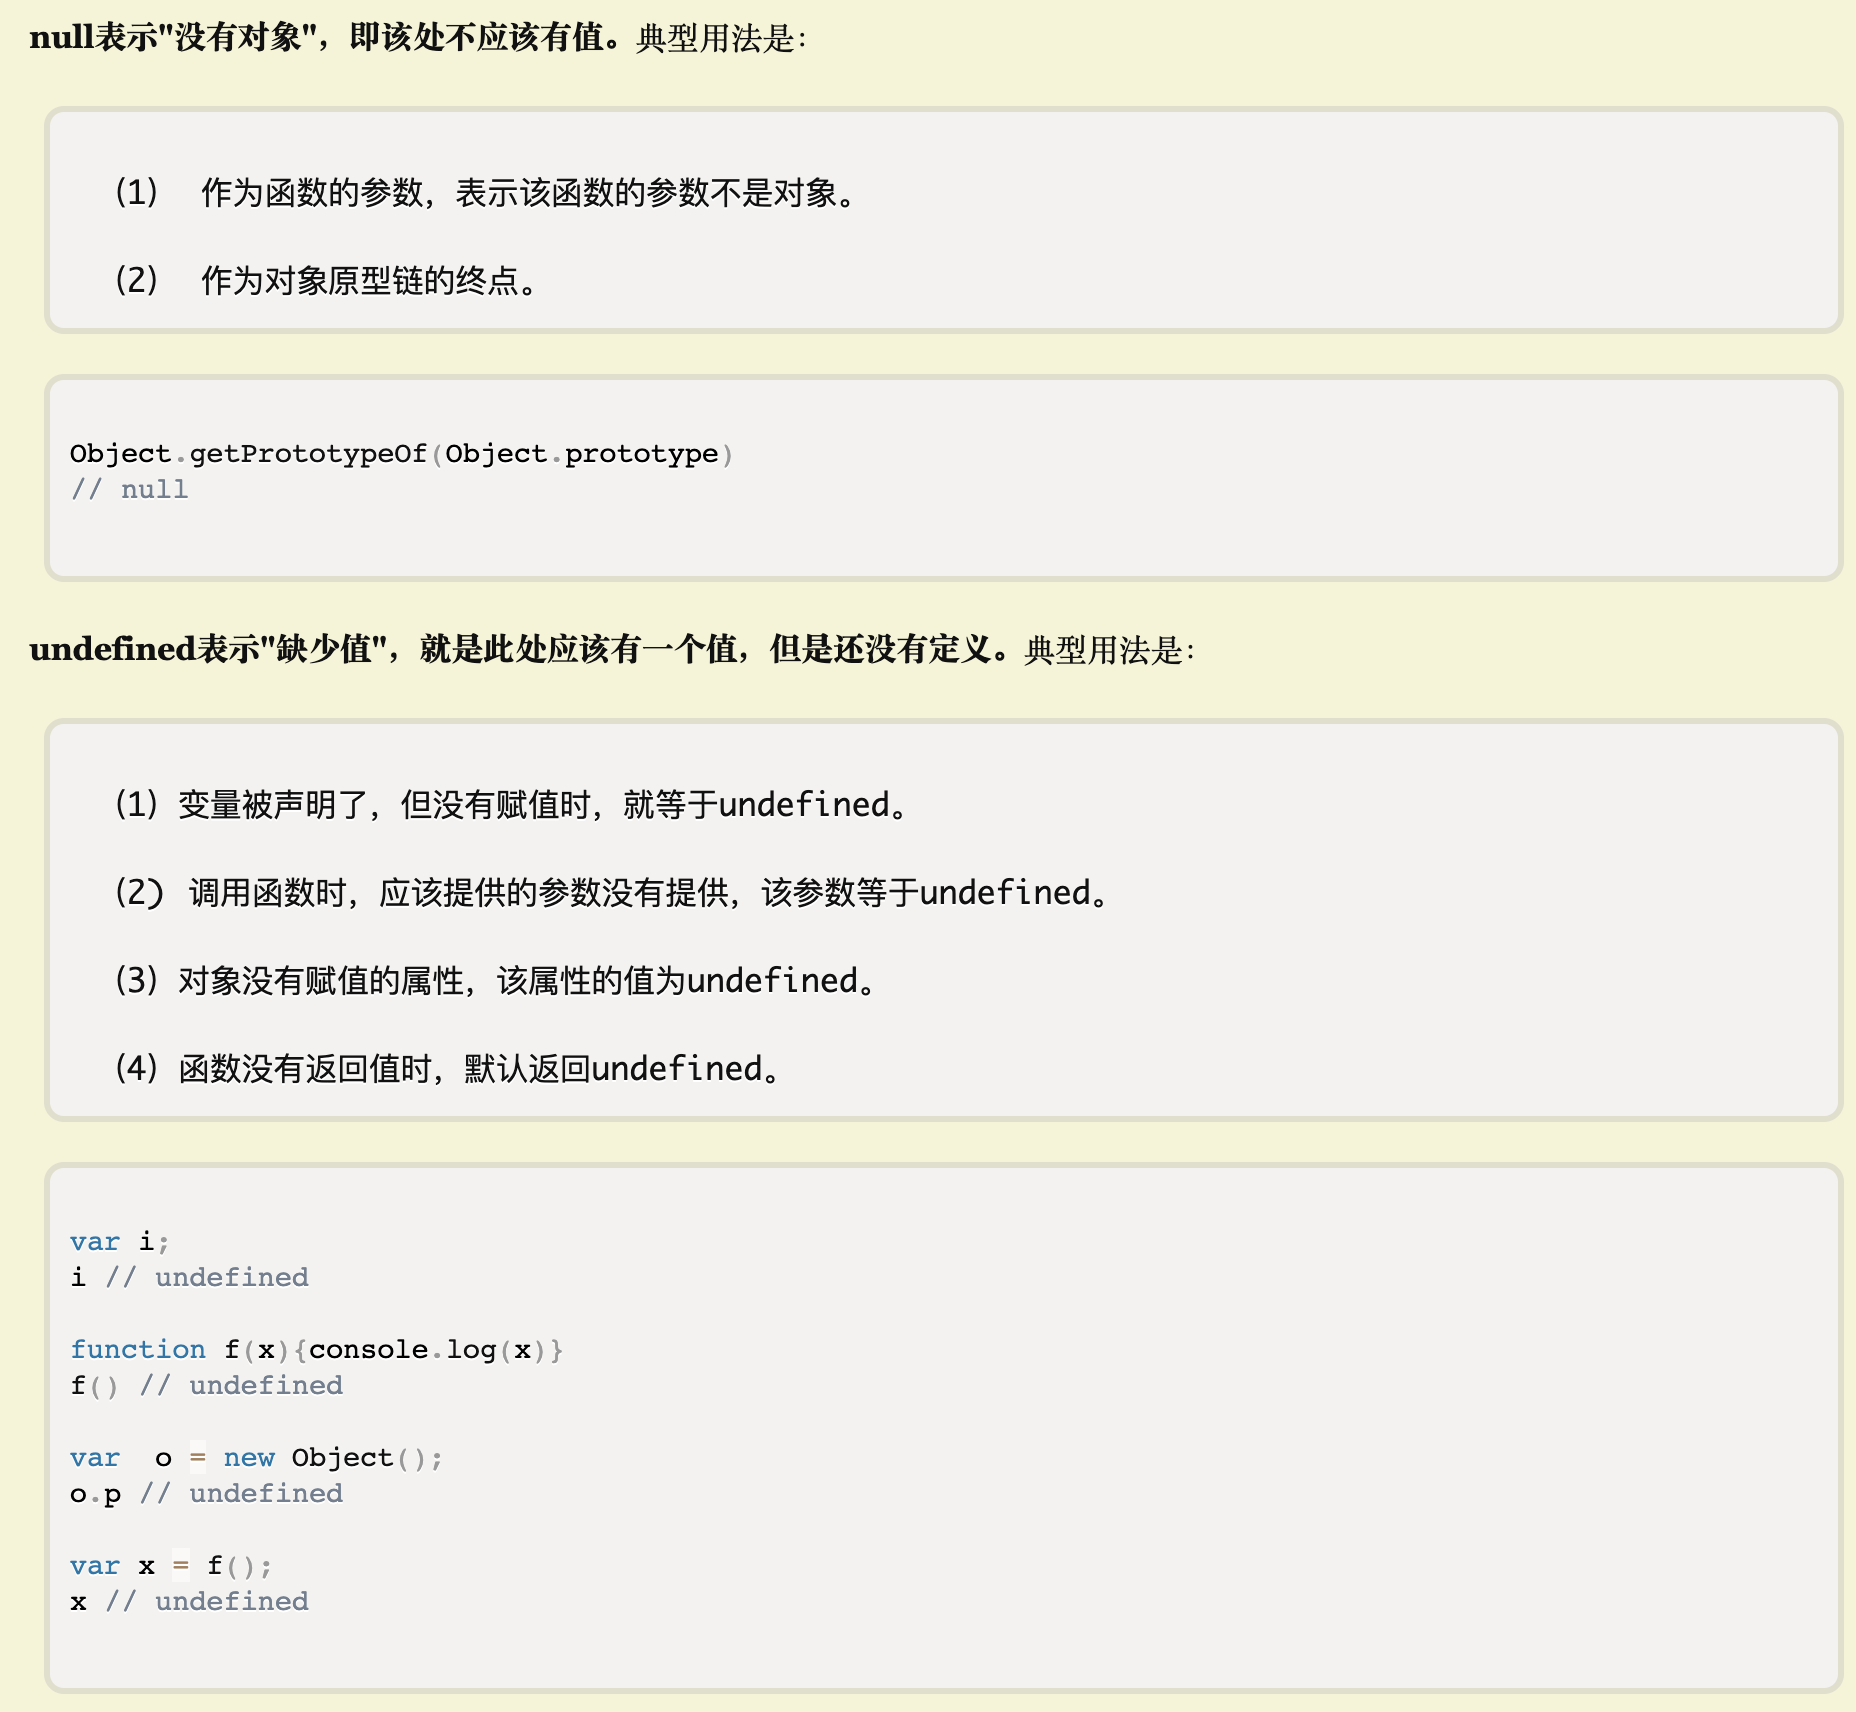 null表示"没有对象"，即该处不应该有值。典型用法是：
（1） 作为函数的参数，表示该函数的参数不是对象。
（2） 作为对象原型链的终点。
Object.getPrototypeOf(Object.prototype)
// null
undefined表示"缺少值"，就是此处应该有一个值，但是还没有定义。典型用法是：
（1）变量被声明了，但没有赋值时，就等于undefined。
（2) 调用函数时，应该提供的参数没有提供，该参数等于undefined。
（3）对象没有赋值的属性，该属性的值为undefined。
（4）函数没有返回值时，默认返回undefined。
var i;
i // undefined
function f(x){console.log(x)}
f() // undefined
var  o = new Object();
o.p // undefined
var x = f();
x // undefined